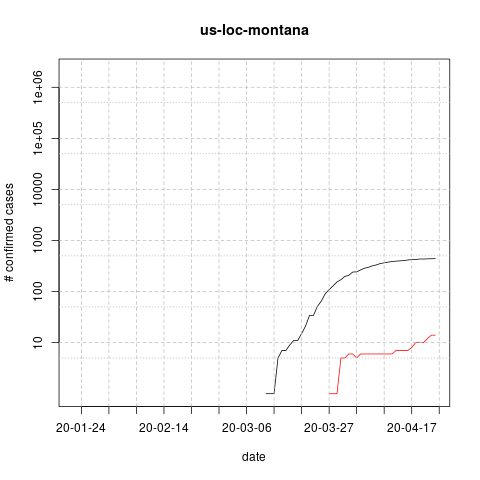 us-loc-montana
# confirmed cases
1e+06
1e+05
10000
1000
100
10
20-01-24
20-02-14
20-03-06
20-03-27
20-04-17
date